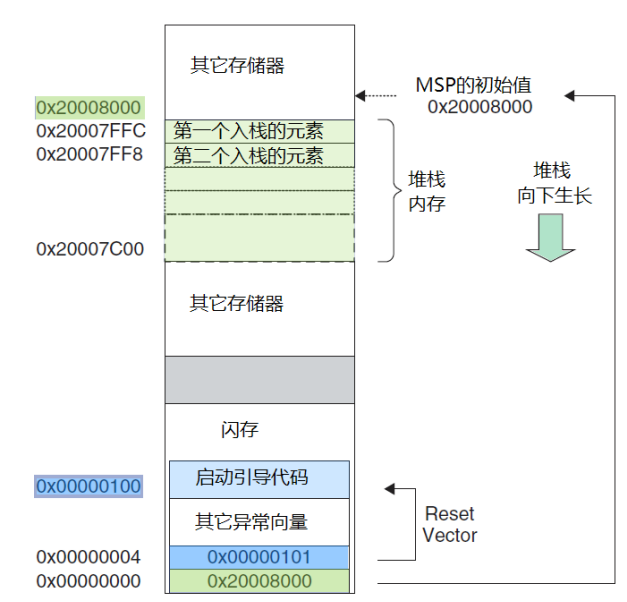 其它存储器
MSP的初始值
0x20008000
0x20008000
0x20007FFC
第一个入栈的元素
0x20007FF8
第二个入栈的元素
堆栈
内存
堆栈
向下生长
0x20007C00
其它存储器
闪存
0x00000100
启动引导代码
其它异常向量
Reset
Vector
0x00000004
0x00000101
0x00000000
0x20008000